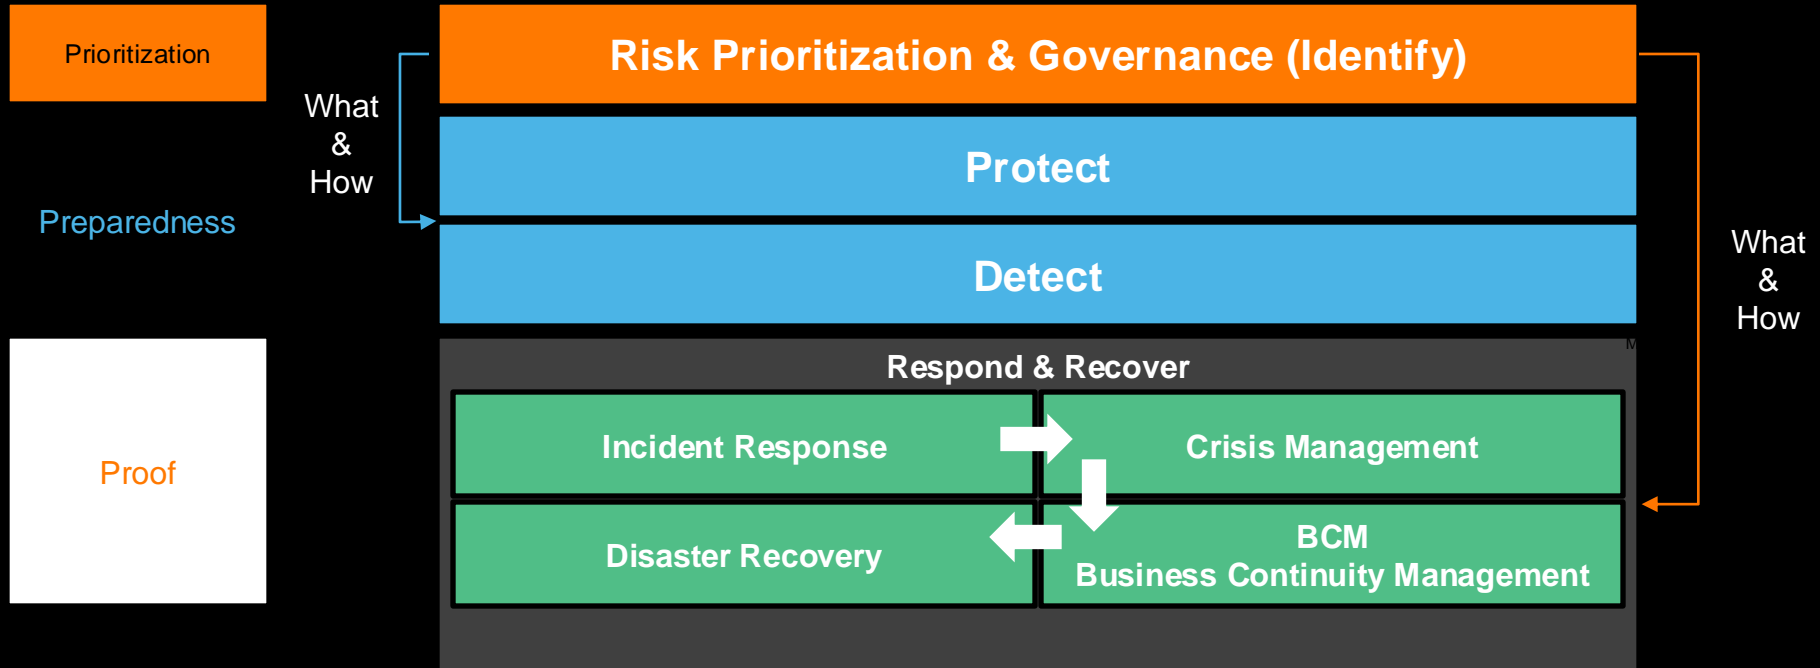 Prioritization
Risk Prioritization & Governance (Identify)
What
&
How
Protect
Preparedness
Detect
What
&
How
Respond & Recover
Proof
Incident Response
Crisis Management
Disaster Recovery
BCM
Business Continuity Management